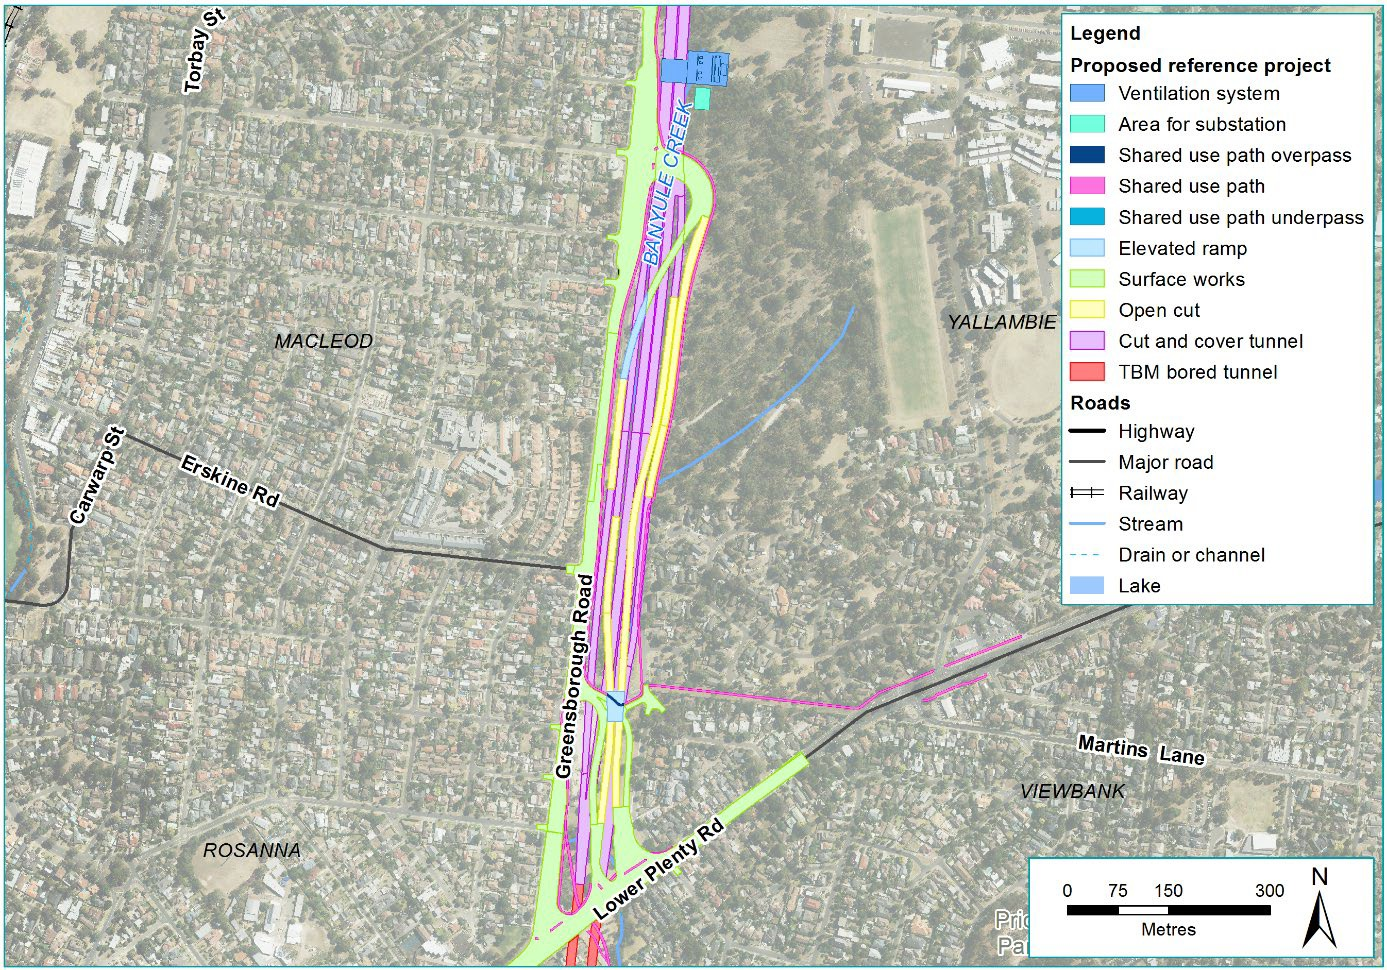 Torbay St
BANYULE CREEK
MACLEOD
YALLAMBIE
Carwarp St
Erskine Rd
Greensborough Road
Martins Lane
VIEWBANK
ROSANNA
Lower Plenty Rd
Legend
Proposed reference project
Ventilation system
Area for substation
Shared use path overpass
Shared use path
Shared use path underpass
Elevated ramp
Surface works
Open cut
Cut and cover tunnel
TBM bored tunnel
Roads
Highway
Major road
Railway
Stream
Drain or channel
Lake
0 75 150 300
Metres
N